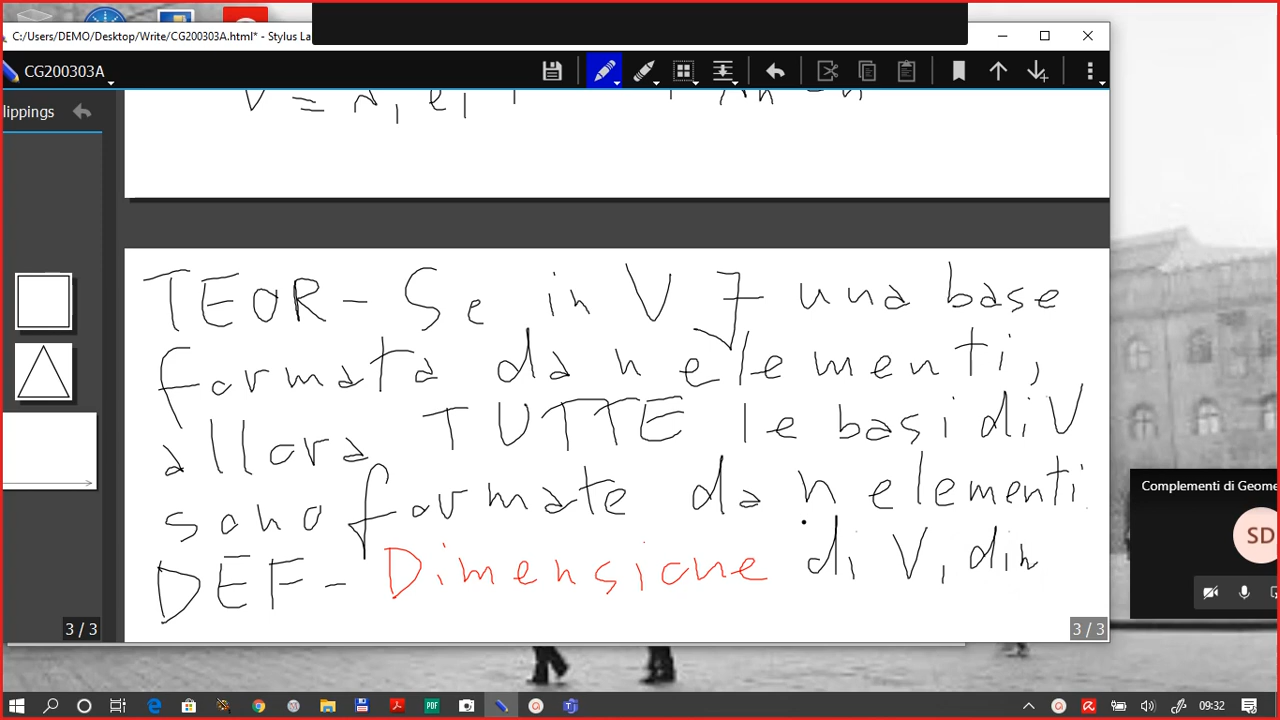 C:/Users/DEMO/Desktop/Write/CG200303A.html* - Stylus La
CG200303A
lippings
TEOR- Se in V ∃ una base
formata da n elementi,
allora TUTTE le basi di V
sono formate da n elementi.
DEF- Dimensione di V, dim
3 / 3
3 / 3
Complementi di Geome
SD
PDF
09:32